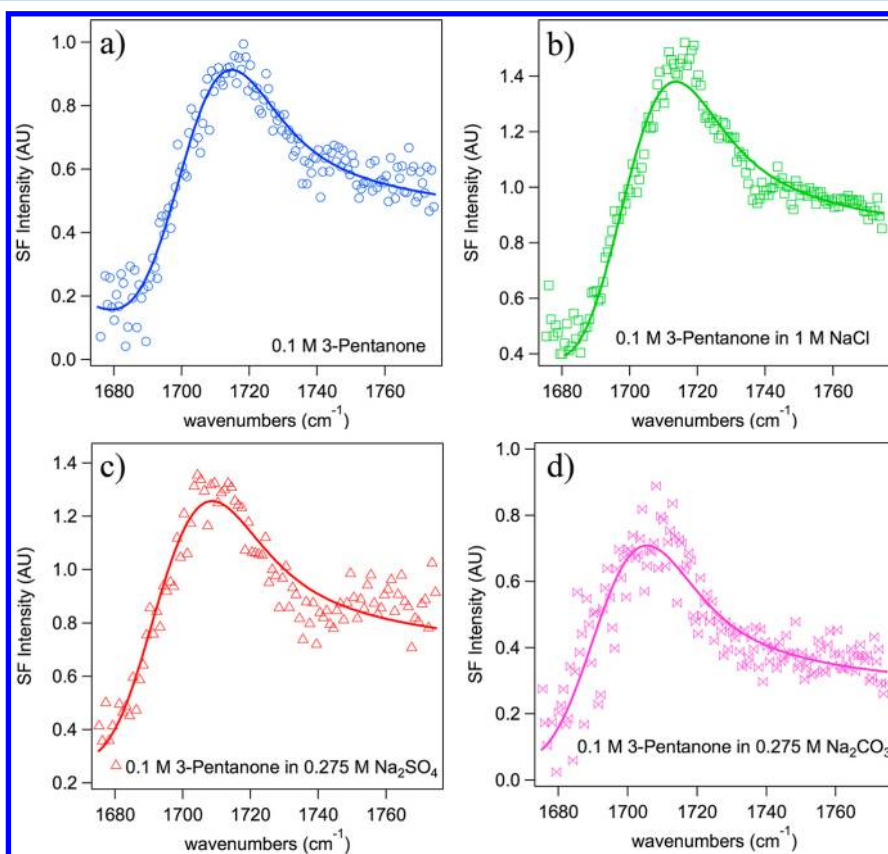 a)
1.0
0.8
0.6
0.4
0.2
0.0
SF Intensity (AU)
0.1 M 3-Pentanone
1680 1700 1720 1740 1760
wavenumbers (cm⁻¹)
b)
1.4
1.2
1.0
0.8
0.6
0.4
SF Intensity (AU)
0.1 M 3-Pentanone in 1 M NaCl
1680 1700 1720 1740 1760
wavenumbers (cm⁻¹)
c)
1.4
1.2
1.0
0.8
0.6
0.4
0.2
SF Intensity (AU)
0.1 M 3-Pentanone in 0.275 M Na₂SO₄
1680 1700 1720 1740 1760
wavenumbers (cm⁻¹)
d)
1.0
0.8
0.6
0.4
0.2
0.0
SF Intensity (AU)
0.1 M 3-Pentanone in 0.275 M Na₂CO₃
1680 1700 1720 1740 1760
wavenumbers (cm⁻¹)